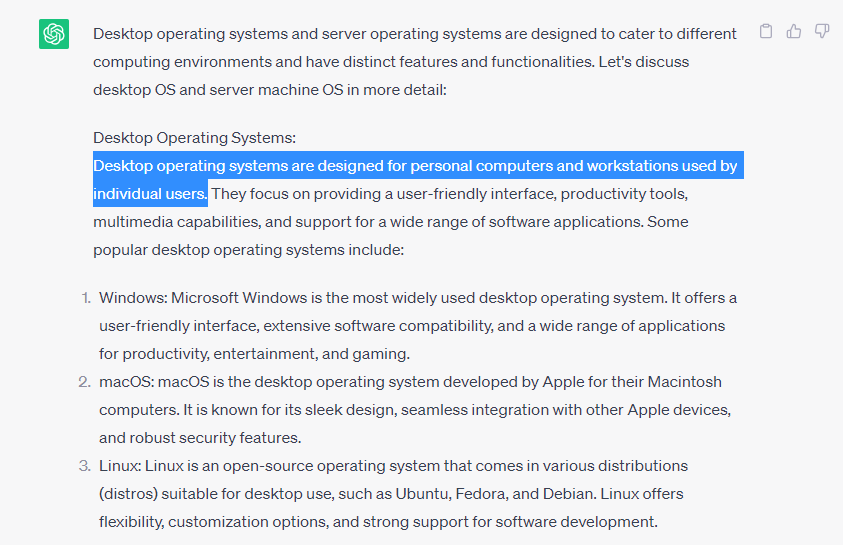 Desktop operating systems and server operating systems are designed to cater to different
computing environments and have distinct features and functionalities. Let's discuss
desktop OS and server machine OS in more detail:
Desktop Operating Systems:
Desktop operating systems are designed for personal computers and workstations used by
individual users. They focus on providing a user-friendly interface, productivity tools,
multimedia capabilities, and support for a wide range of software applications. Some
popular desktop operating systems include:
1. Windows: Microsoft Windows is the most widely used desktop operating system. It offers a
user-friendly interface, extensive software compatibility, and a wide range of applications
for productivity, entertainment, and gaming.
2. macOS: macOS is the desktop operating system developed by Apple for their Macintosh
computers. It is known for its sleek design, seamless integration with other Apple devices,
and robust security features.
3. Linux: Linux is an open-source operating system that comes in various distributions
(distros) suitable for desktop use, such as Ubuntu, Fedora, and Debian. Linux offers
flexibility, customization options, and strong support for software development.